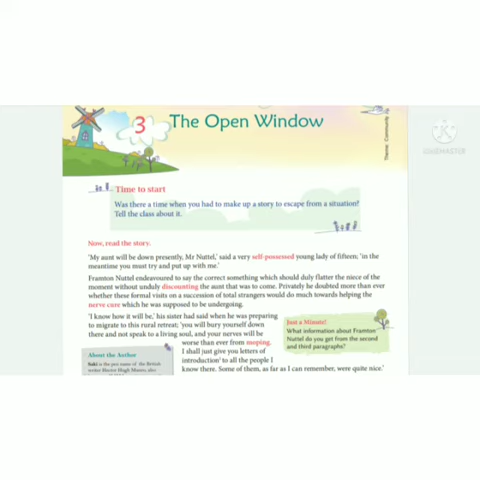 3 The Open Window
Theme: Community
KINEMASTER
Time to start
Was there a time when you had to make up a story to escape from a situation?
Tell the class about it.
Now, read the story.
'My aunt will be down presently, Mr Nuttel,' said a very self-possessed young lady of fifteen; 'in the
meantime you must try and put up with me.'
Framton Nuttel endeavoured to say the correct something which should duly flatter the niece of the
moment without unduly discounting the aunt that was to come. Privately he doubted more than ever
whether these formal visits on a succession of total strangers would do much towards helping the
nerve cure which he was supposed to be undergoing.
'I know how it will be,' his sister had said when he was preparing
to migrate to this rural retreat; 'you will bury yourself down
there and not speak to a living soul, and your nerves will be
worse than ever from moping.
I shall just give you letters of
introduction¹ to all the people I
know there. Some of them, as far as I can remember, were quite nice.'
Just a Minute!
What information about Framton
Nuttel do you get from the second
and third paragraphs?
About the Author
Saki is the pen name of the British
writer Hector Hugh Munro, also